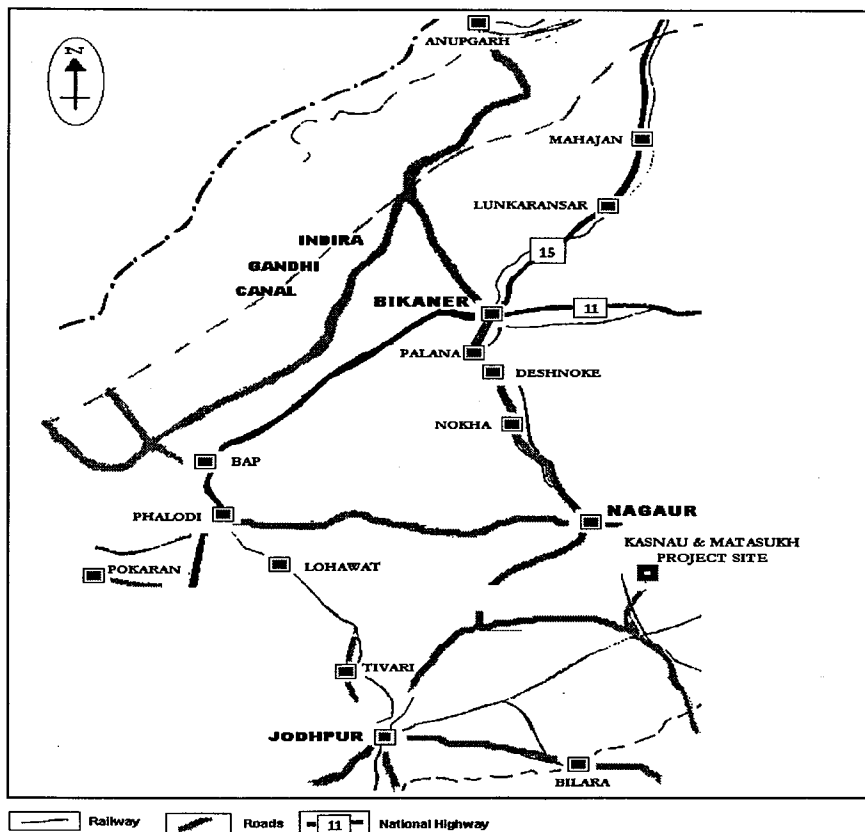 N
ANUPGARH
MAHAJAN
LUNKARANSAR
INDIRA
GANDHI
CANAL
15
BIKANER
11
PALANA
DESHNOKE
NOKHA
BAP
PHALODI
NAGAUR
KASNAU & MATASUKH
PROJECT SITE
POKARAN
LOHAWAT
TIVARI
JODHPUR
BILARA
Railway
Roads
11
National Highway